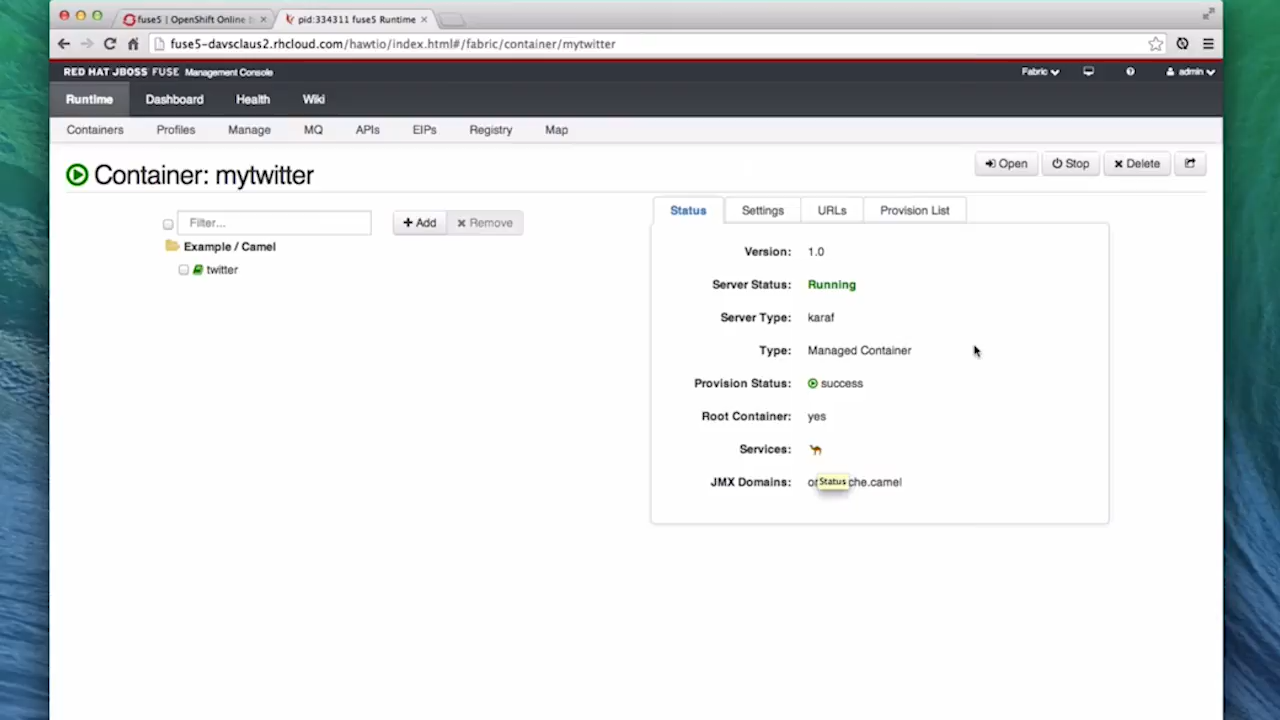 fuse5 | OpenShift Online
pid:334311 fuse5 Runtime
fuse5-davsclaus2.rhcloud.com/hawtio/index.html#/fabric/container/mytwitter
RED HAT JBOSS FUSE Management Console
Fabric
admin
Runtime Dashboard Health Wiki
Containers Profiles Manage MQ APIs EIPs Registry Map
Container: mytwitter
Open Stop Delete
Filter...
Add Remove
Example / Camel
twitter
Status Settings URLs Provision List
Version: 1.0
Server Status: Running
Server Type: karaf
Type: Managed Container
Provision Status: success
Root Container: yes
Services:
JMX Domains: or che.camel
Status